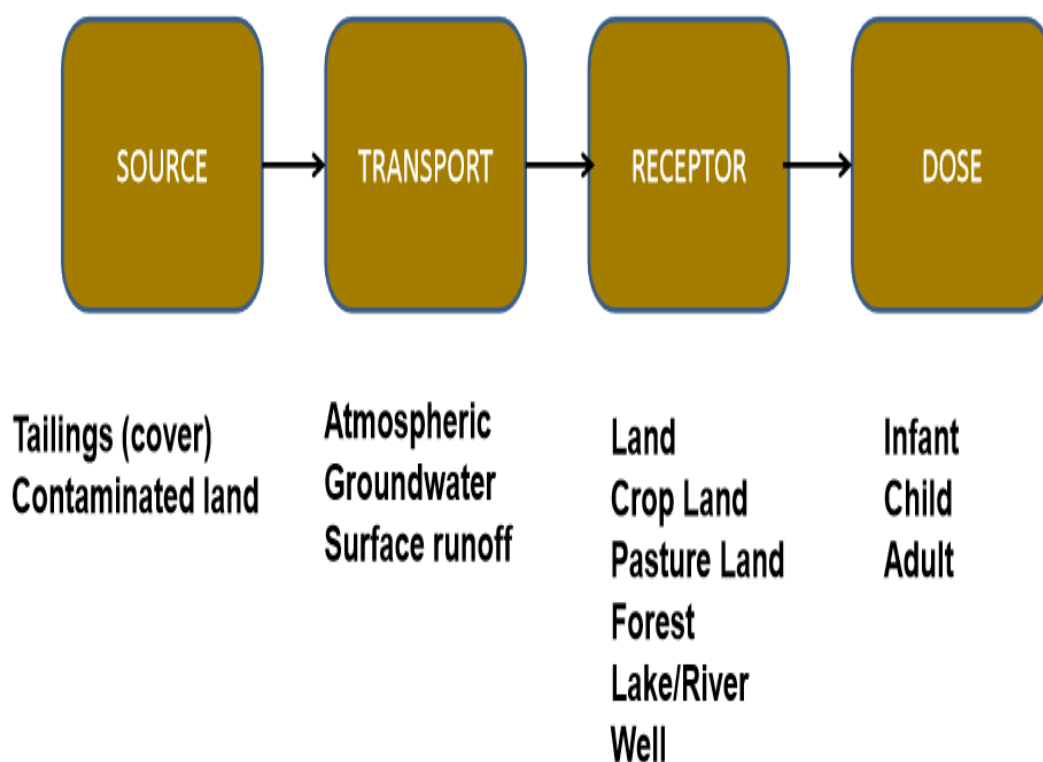 SOURCE
TRANSPORT
RECEPTOR
DOSE
Tailings (cover)
Contaminated land
Atmospheric
Groundwater
Surface runoff
Land
Crop Land
Pasture Land
Forest
Lake/River
Well
Infant
Child
Adult